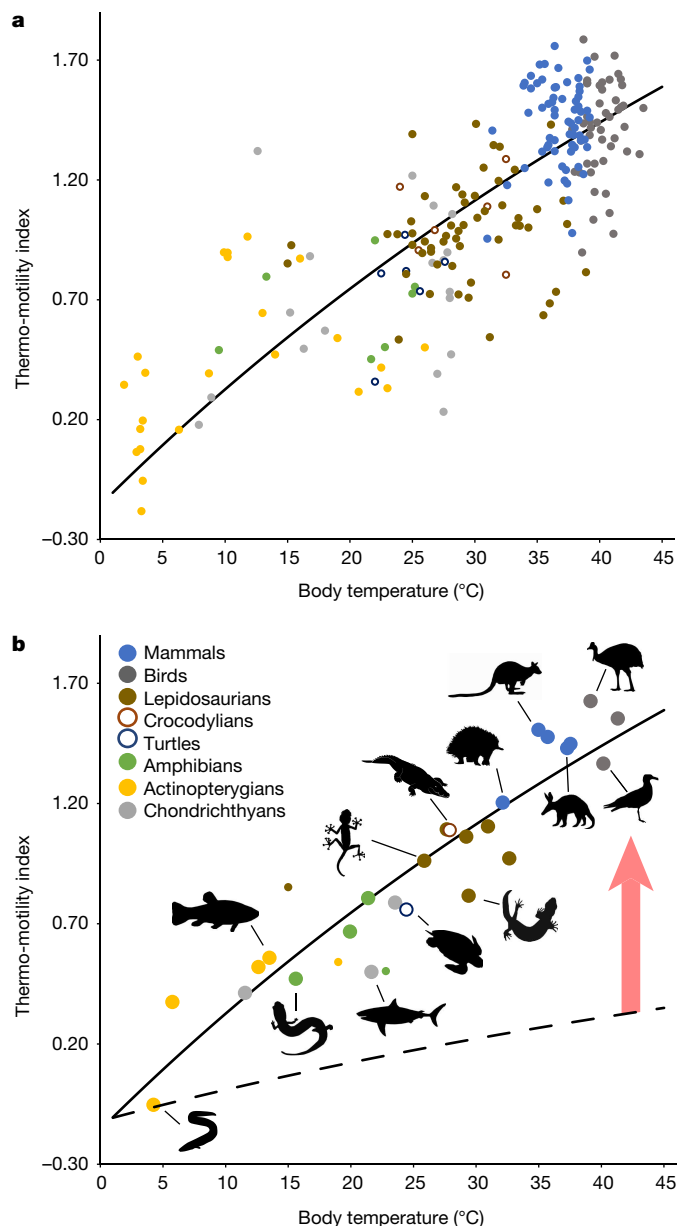 a
1.70
1.20
0.70
0.20
−0.30
Thermo-motility index
0 5 10 15 20 25 30 35 40 45
Body temperature (°C)
b
Mammals
Birds
Lepidosaurians
Crocodylians
Turtles
Amphibians
Actinopterygians
Chondrichthyans
1.70
1.20
0.70
0.20
−0.30
Thermo-motility index
0 5 10 15 20 25 30 35 40 45
Body temperature (°C)